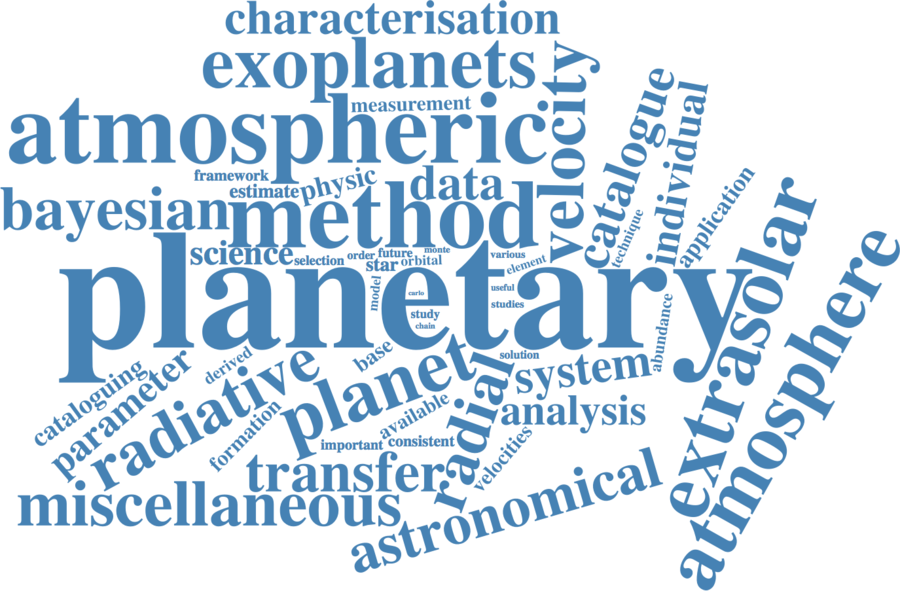 characterisation
exoplanets
measurement
atmospheric
velocity
catalogue
individual
framework
estimate
physic
data
bayesian
method
technique
application
science
selection
order
future
monte
star
orbital
various
element
planetary
model
carlo
useful
studies
study
chain
extrasolar
atmosphere
abundance
cataloguing
parameter
derived
radiative
base
planet
solution
system
radial
analysis
formation
available
important
consistent
velocities
transfer
miscellaneous
astronomical